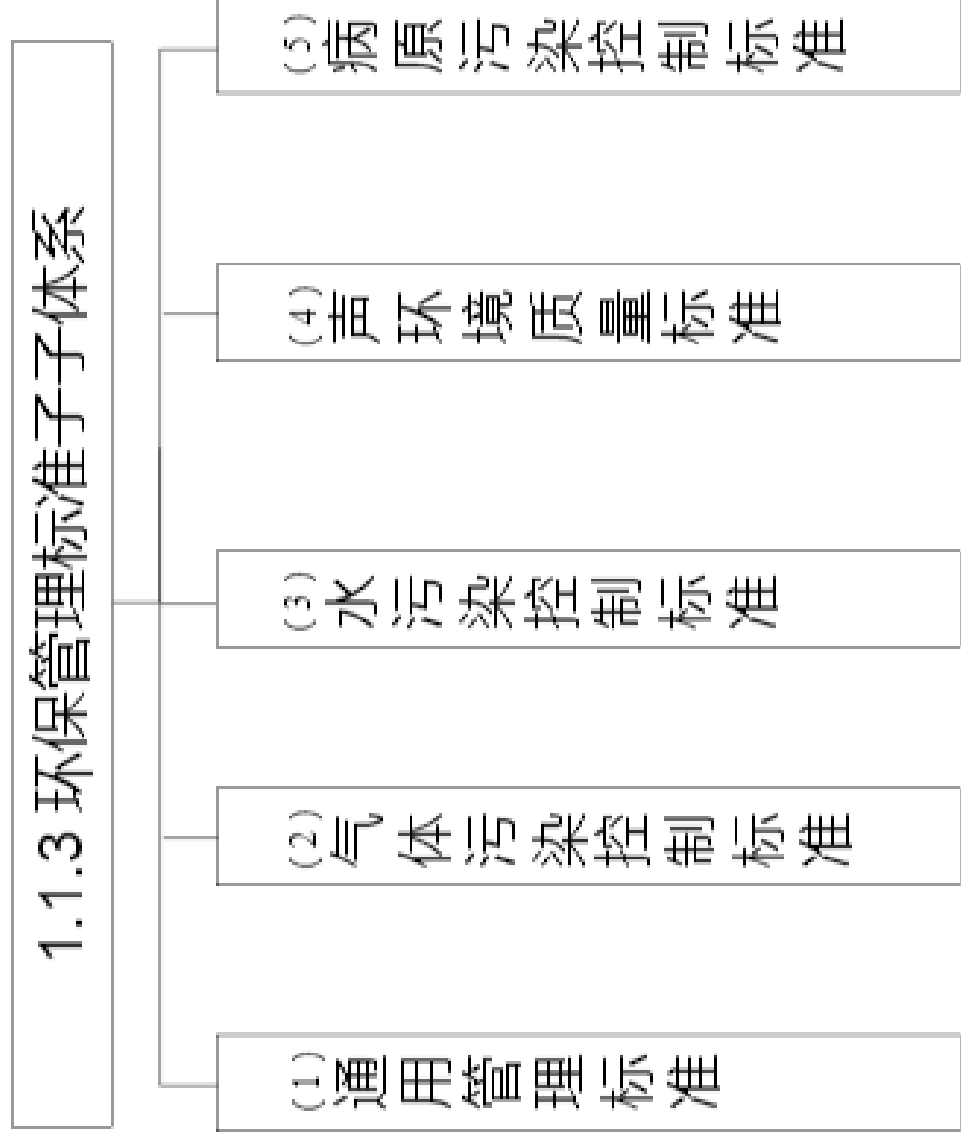 1.1.3 环保管理标准子子体系
(1)通用管理标准
(2)气体污染控制标准
(3)水污染控制标准
(4)声环境质量标准
(5)病原污染控制标准